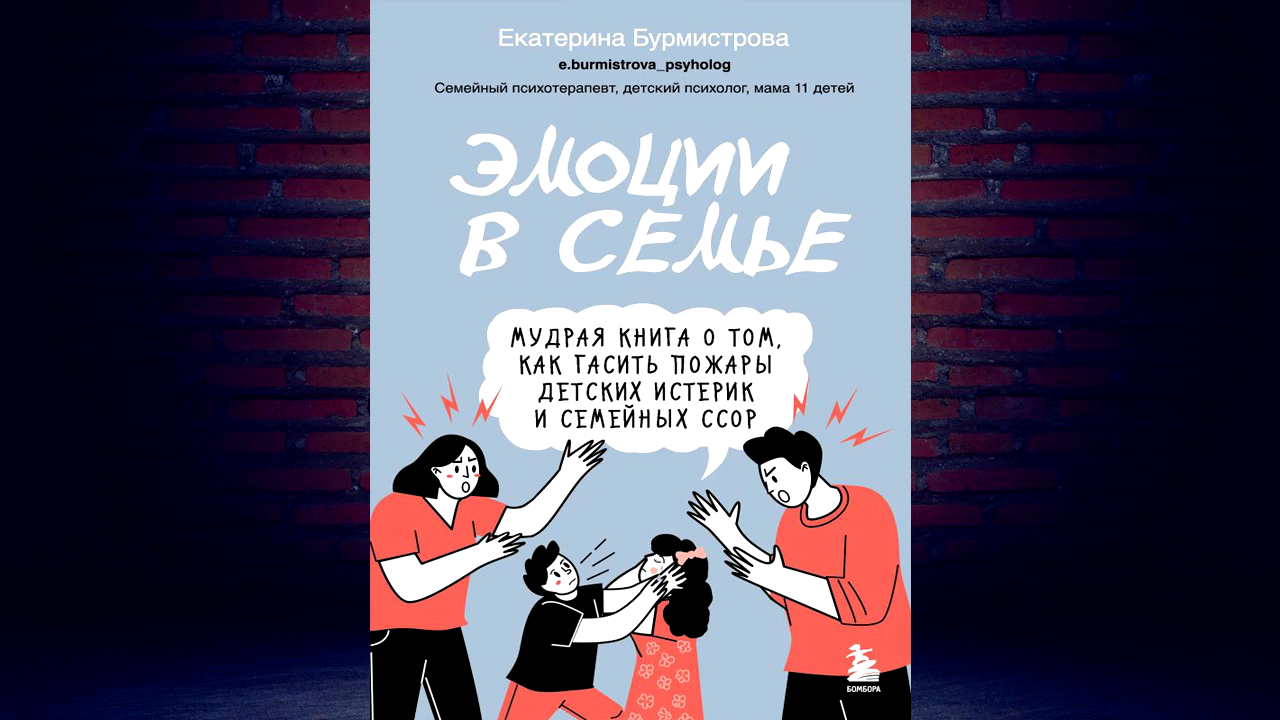 Екатерина Бурмистрова
e.burmistrova_psyholog
Семейный психотерапевт, детский психолог, мама 11 детей
ЭМОЦИИ
В СЕМЬЕ
МУДРАЯ КНИГА О ТОМ,
КАК ГАСИТЬ ПОЖАРЫ
ДЕТСКИХ ИСТЕРИК
И СЕМЕЙНЫХ ССОР
БОМБОРА